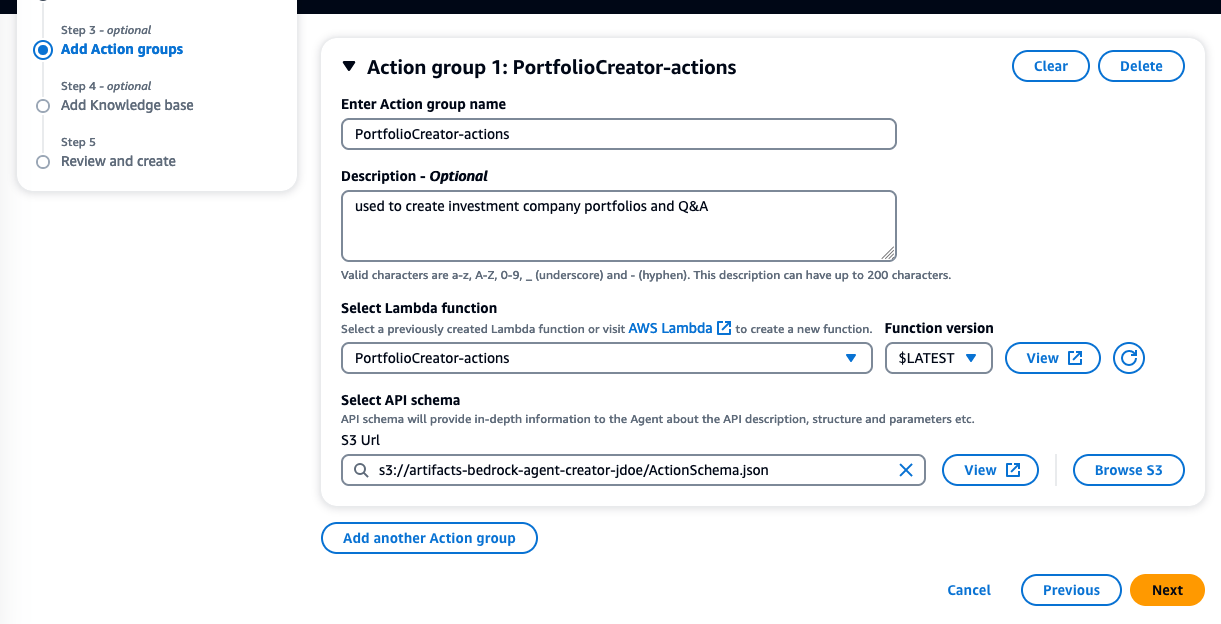 Step 3 - optional
Add Action groups
Step 4 - optional
Add Knowledge base
Step 5
Review and create
Action group 1: PortfolioCreator-actions
Clear
Delete
Enter Action group name
PortfolioCreator-actions
Description - Optional
used to create investment company portfolios and Q&A
Valid characters are a-z, A-Z, 0-9, _ (underscore) and - (hyphen). This description can have up to 200 characters.
Select Lambda function
Select a previously created Lambda function or visit AWS Lambda to create a new function.
Function version
PortfolioCreator-actions
$LATEST
View
Select API schema
API schema will provide in-depth information to the Agent about the API description, structure and parameters etc.
S3 Url
s3://artifacts-bedrock-agent-creator-jdoe/ActionSchema.json
View
Browse S3
Add another Action group
Cancel
Previous
Next